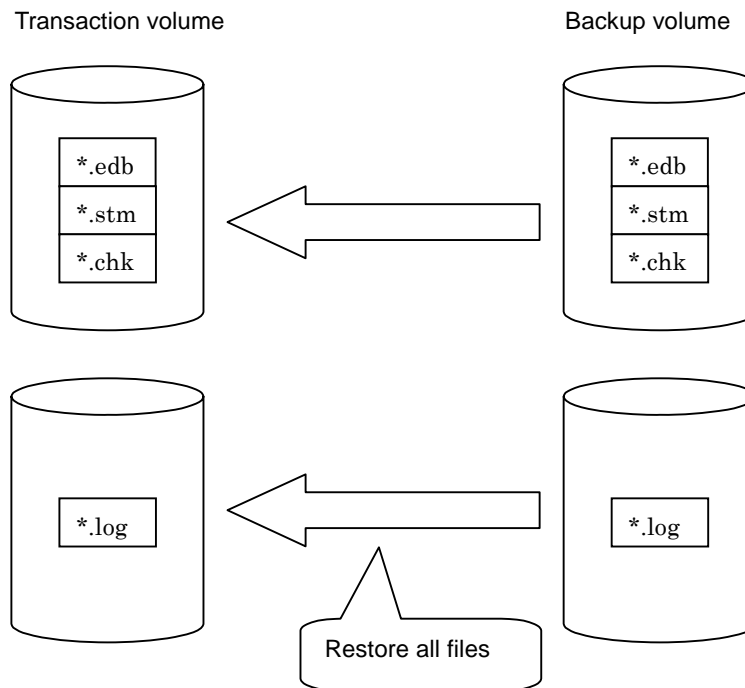 Transaction volume
Backup volume
*.edb
*.stm
*.chk
*.edb
*.stm
*.chk
*.log
*.log
Restore all files